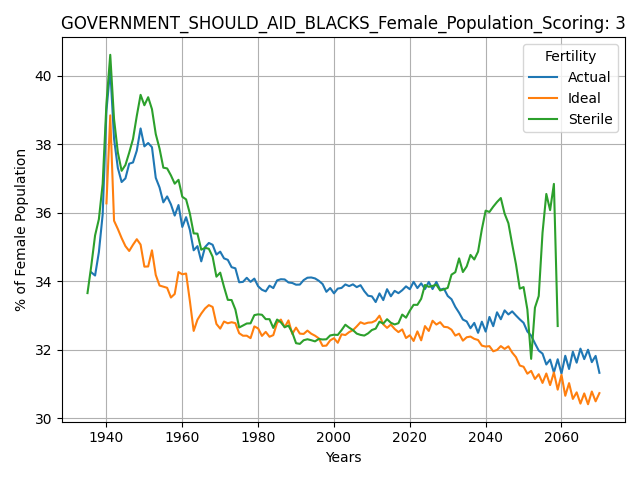 GOVERNMENT_SHOULD_AID_BLACKS_Female_Population_Scoring: 3
Fertility
Actual
Ideal
Sterile
% of Female Population
40
38
36
34
32
30
1940 1960 1980 2000 2020 2040 2060
Years